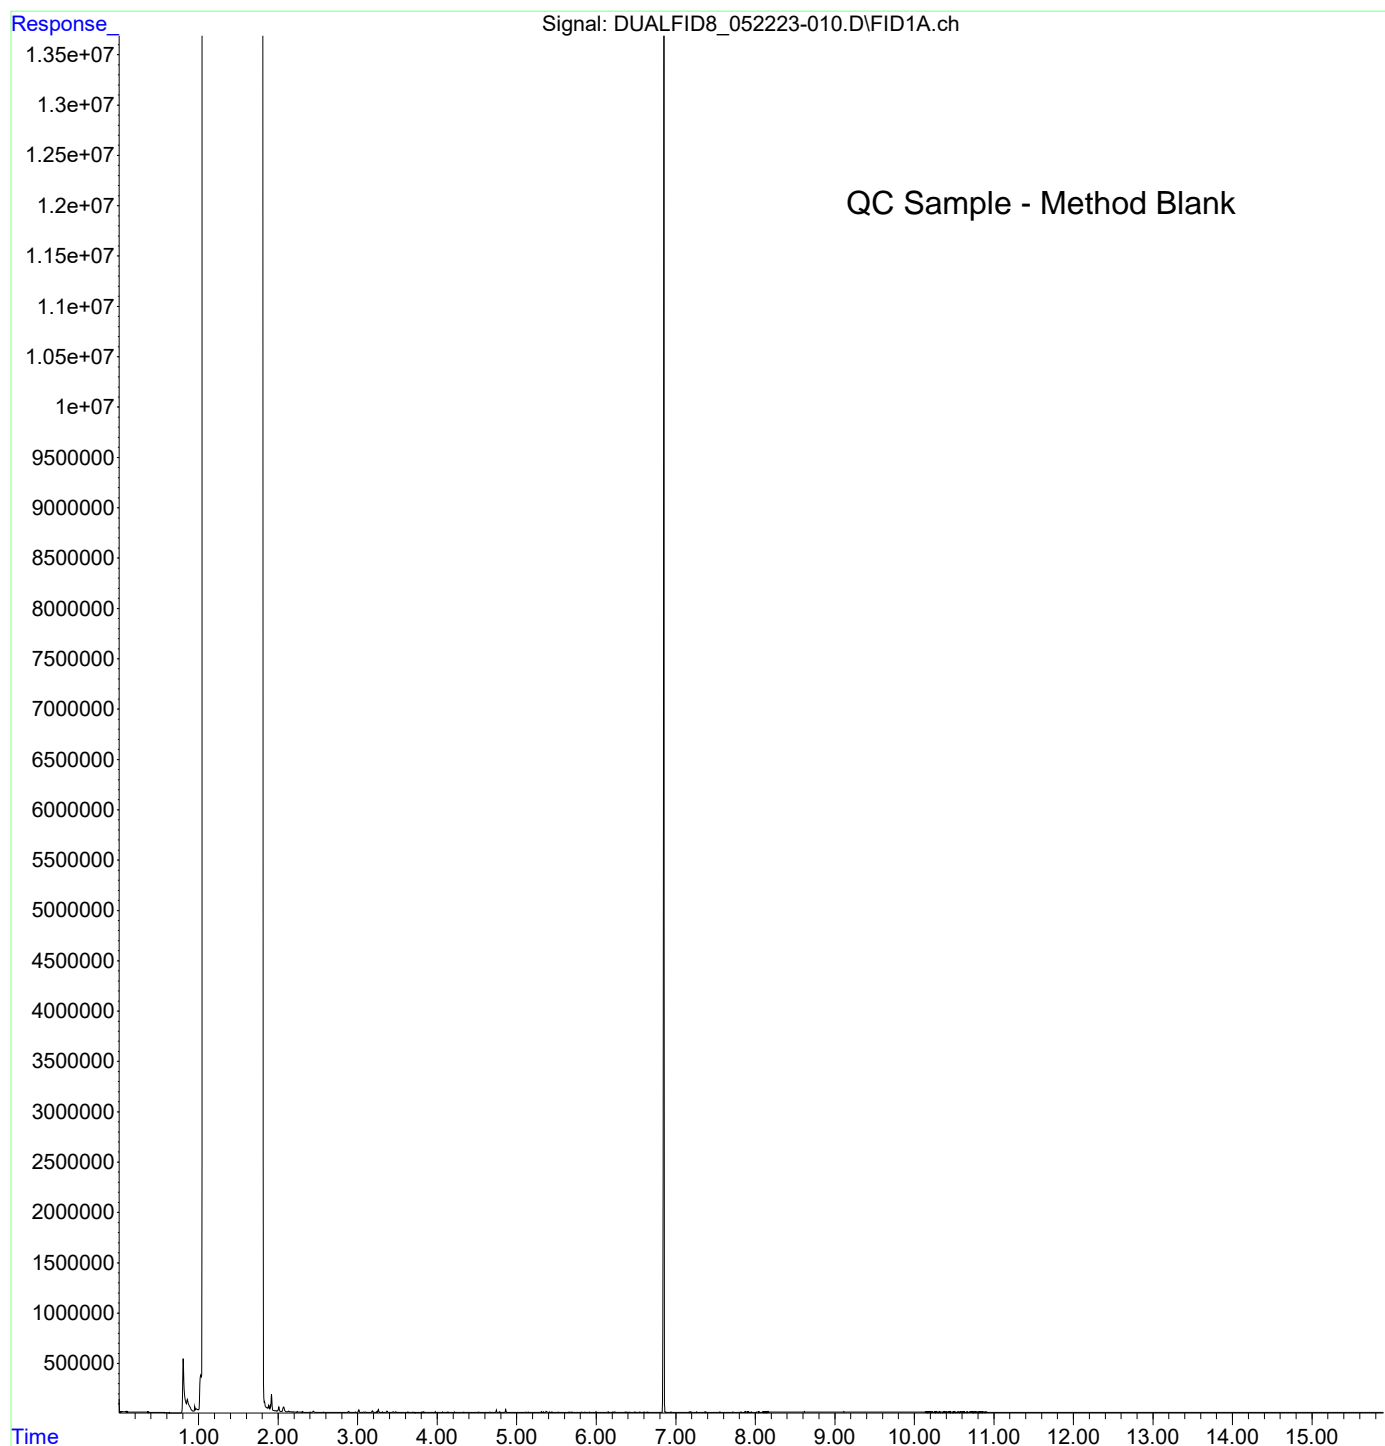 Response_
Signal: DUALFID8_052223-010.D\FID1A.ch
1.35e+07
1.3e+07
1.25e+07
QC Sample - Method Blank
1.2e+07
1.15e+07
1.1e+07
1.05e+07
1e+07
9500000
9000000
8500000
8000000
7500000
7000000
6500000
6000000
5500000
5000000
4500000
4000000
3500000
3000000
2500000
2000000
1500000
1000000
500000
Time 1.00 2.00 3.00 4.00 5.00 6.00 7.00 8.00 9.00 10.00 11.00 12.00 13.00 14.00 15.00